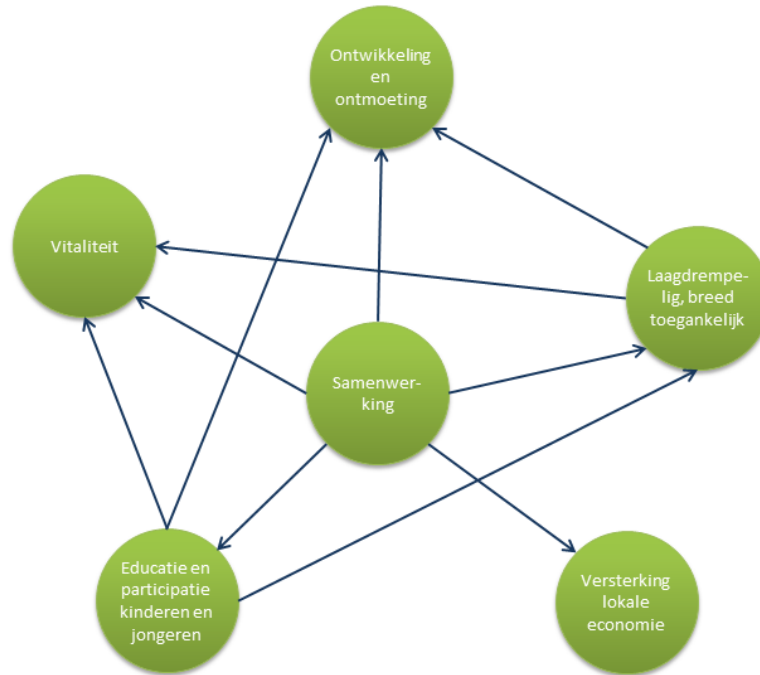 Ontwikkeling
en
ontmoeting
Vitaliteit
Laagdrempe-
lig, breed
toegankelijk
Samenwer-
king
Educatie en
participatie
kinderen en
jongeren
Versterking
lokale
economie